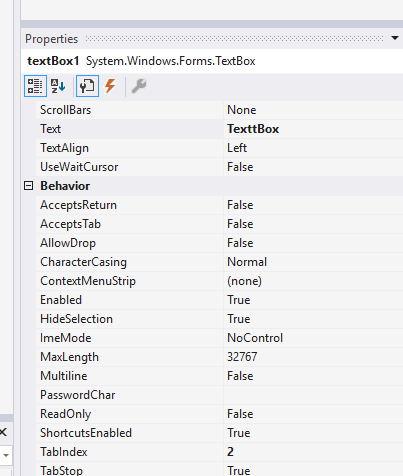 Properties
textBox1 System.Windows.Forms.TextBox
ScrollBars None
Text TexttBox
TextAlign Left
UseWaitCursor False
Behavior
AcceptsReturn False
AcceptsTab False
AllowDrop False
CharacterCasing Normal
ContextMenuStrip (none)
Enabled True
HideSelection True
ImeMode NoControl
MaxLength 32767
Multiline False
PasswordChar
ReadOnly False
ShortcutsEnabled True
TabIndex 2
TabStop True